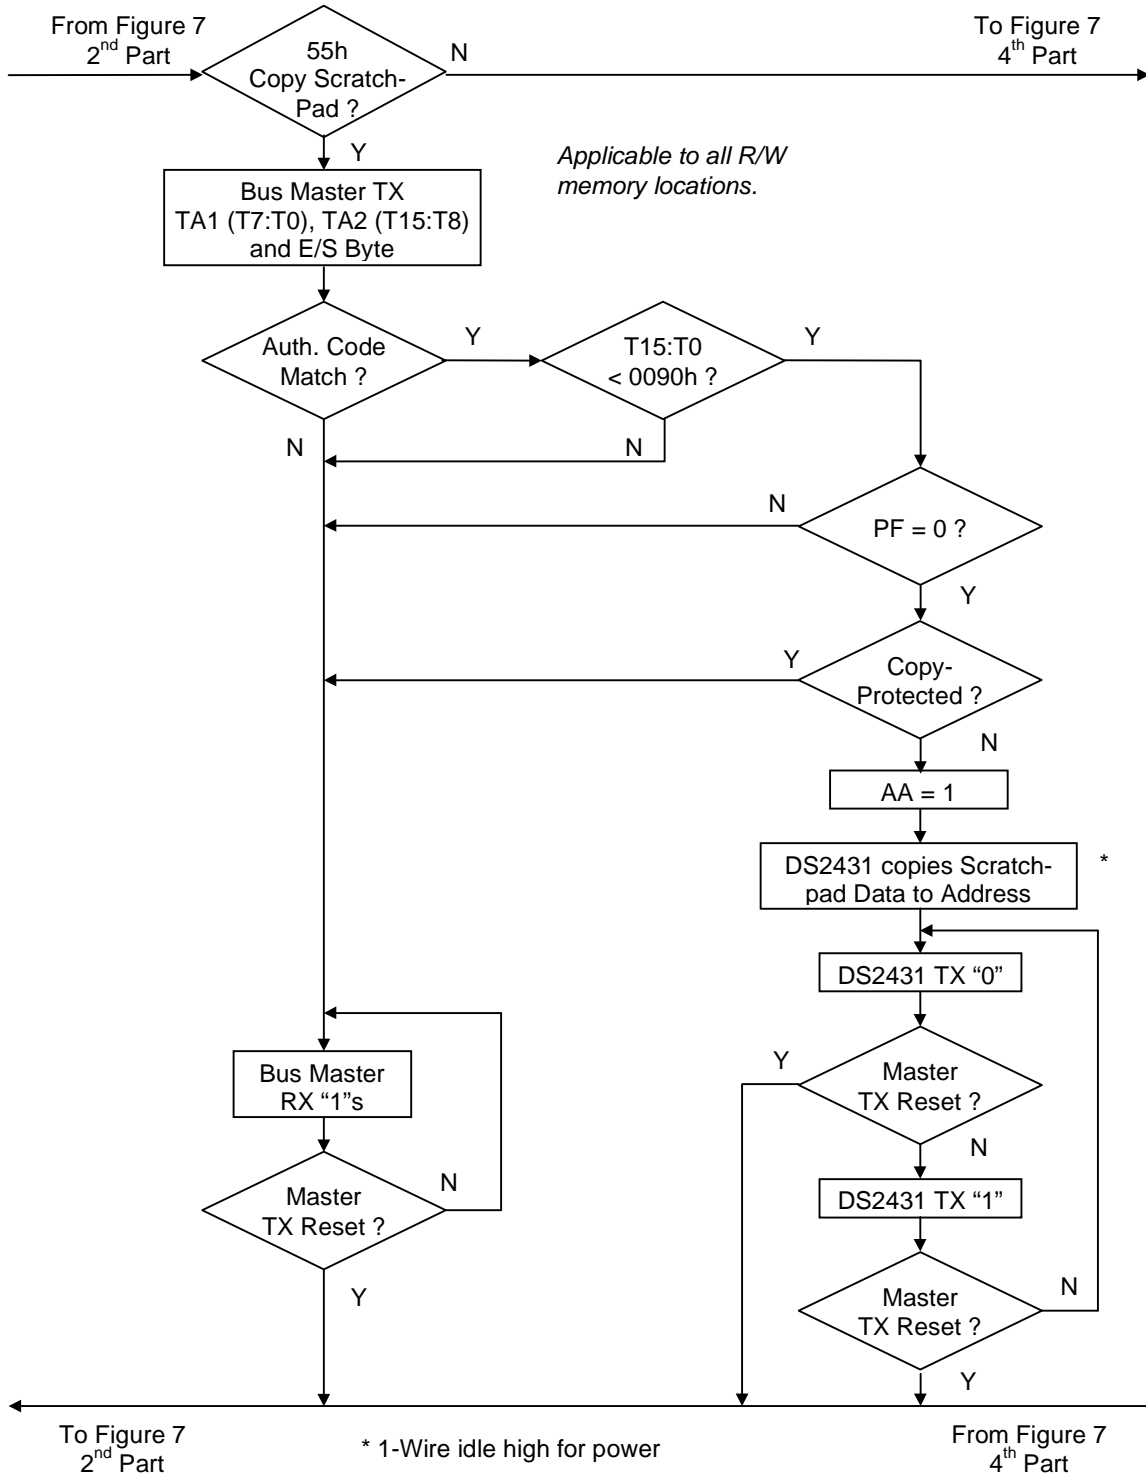 From Figure 7
2nd Part
To Figure 7
4th Part
55h
Copy Scratch-
Pad ?
N
Y
Applicable to all R/W
memory locations.
Bus Master TX
TA1 (T7:T0), TA2 (T15:T8)
and E/S Byte
Auth. Code
Match ?
Y
T15:T0
< 0090h ?
Y
N
N
N
PF = 0 ?
Y
Y
Copy-
Protected ?
N
AA = 1
DS2431 copies Scratch-
pad Data to Address
*
DS2431 TX “0”
Y
Master
TX Reset ?
N
Bus Master
RX “1”s
DS2431 TX “1”
Master
TX Reset ?
N
Y
Master
TX Reset ?
N
Y
To Figure 7
2nd Part
* 1-Wire idle high for power
From Figure 7
4th Part